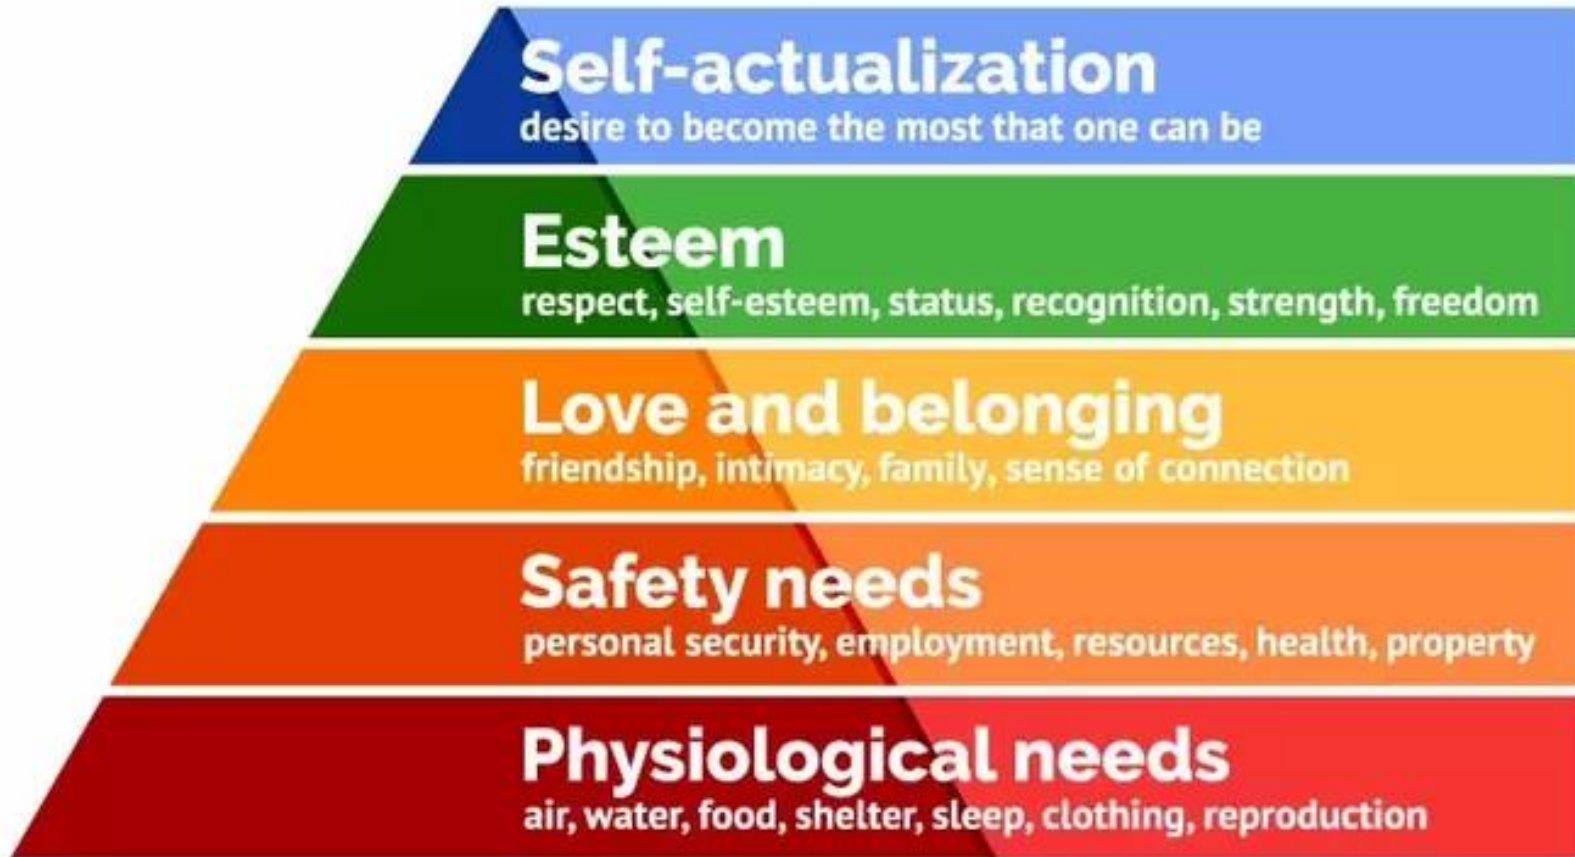 Self-actualization
desire to become the most that one can be
Esteem
respect, self-esteem, status, recognition, strength, freedom
Love and belonging
friendship, intimacy, family, sense of connection
Safety needs
personal security, employment, resources, health, property
Physiological needs
air, water, food, shelter, sleep, clothing, reproduction